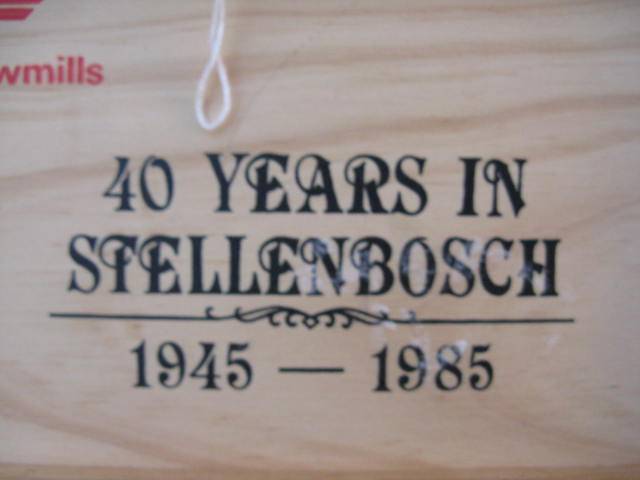 wmills
40 YEARS IN
STELLENBOSCH
1945 — 1985